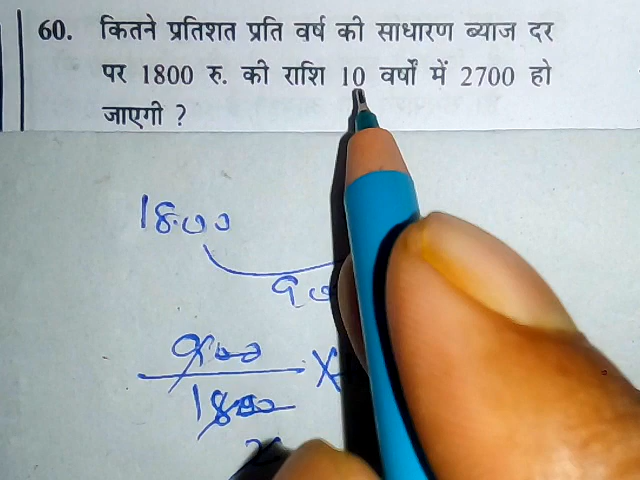 60. कितने प्रतिशत प्रति वर्ष की साधारण ब्याज दर
पर 1800 रु. की राशि 10 वर्षों में 2700 हो
जाएगी ?
1800
900
1800
×